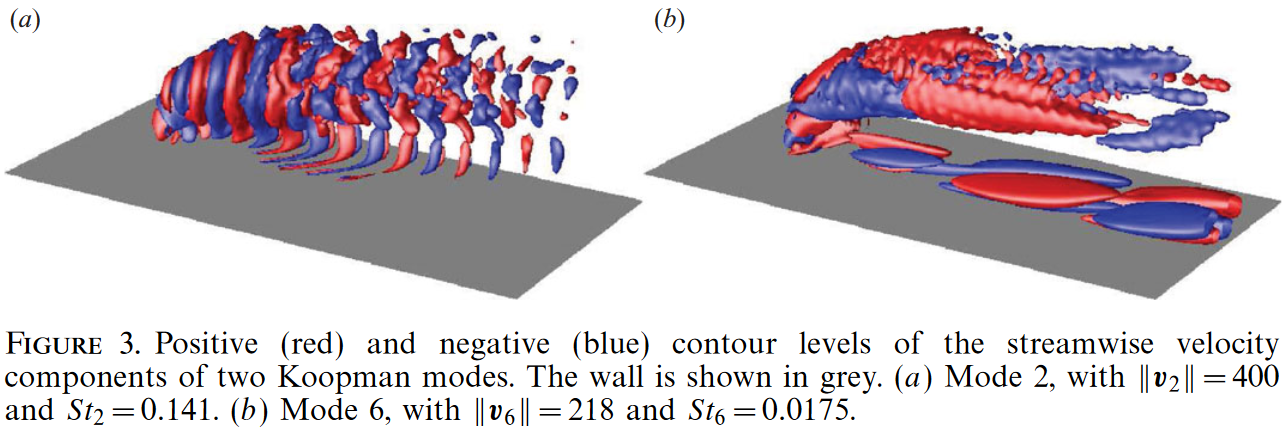 (a)
(b)
FIGURE 3. Positive (red) and negative (blue) contour levels of the streamwise velocity
components of two Koopman modes. The wall is shown in grey. (a) Mode 2, with ‖v₂‖ = 400
and St₂ = 0.141. (b) Mode 6, with ‖v₆‖ = 218 and St₆ = 0.0175.